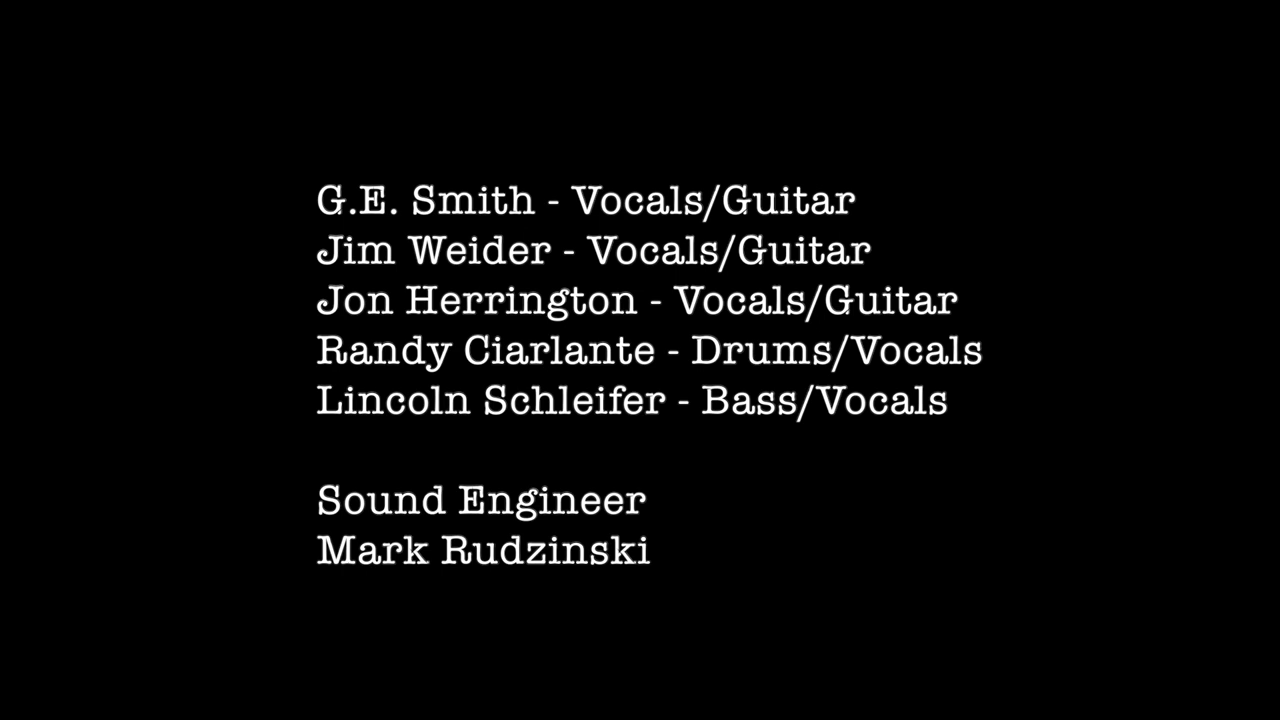 G.E. Smith - Vocals/Guitar
Jim Weider - Vocals/Guitar
Jon Herrington - Vocals/Guitar
Randy Ciarlante - Drums/Vocals
Lincoln Schleifer - Bass/Vocals
Sound Engineer
Mark Rudzinski